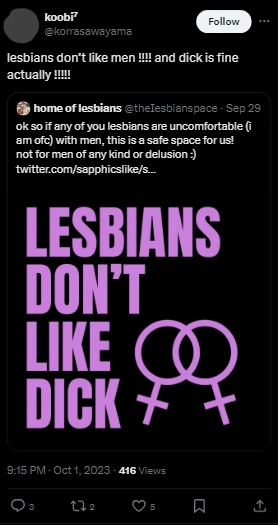 koobi⁷
@korrasawayama
Follow
lesbians don't like men !!!! and dick is fine
actually !!!!!
home of lesbians @thelesbianspace · Sep 29
ok so if any of you lesbians are uncomfortable (i
am ofc) with men, this is a safe space for us!
not for men of any kind or delusion :)
twitter.com/sapphicslike/s...
LESBIANS
DON'T
LIKE
DICK
9:15 PM · Oct 1, 2023 · 416 Views
3 2 5